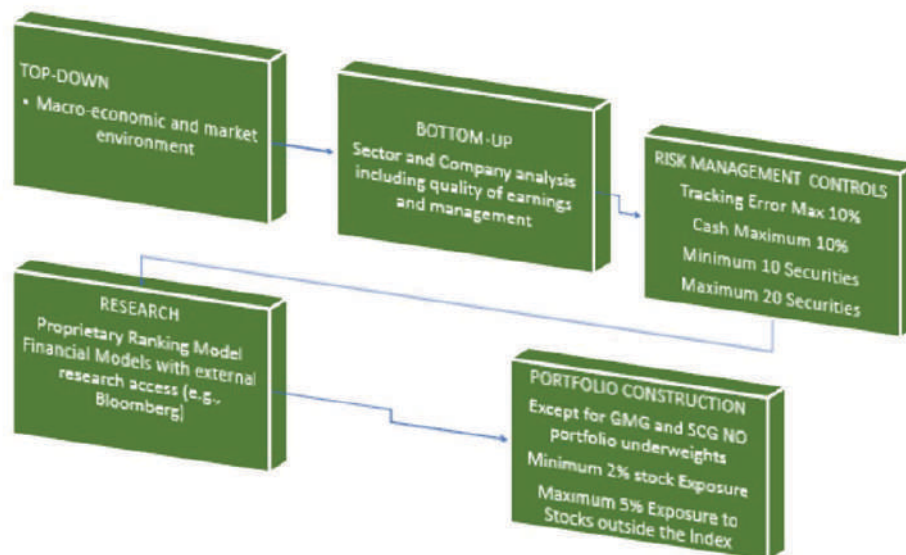 TOP-DOWN
• Macro-economic and market
environment
BOTTOM-UP
Sector and Company analysis
including quality of earnings
and management
RISK MANAGEMENT CONTROLS
Tracking Error Max 10%
Cash Maximum 10%
Minimum 10 Securities
Maximum 20 Securities
RESEARCH
Proprietary Ranking Model
Financial Models with external
research access (e.g.,
Bloomberg)
PORTFOLIO CONSTRUCTION
Except for GMG and SCG NO
portfolio underweights
Minimum 2% stock Exposure
Maximum 5% Exposure to
Stocks outside the Index